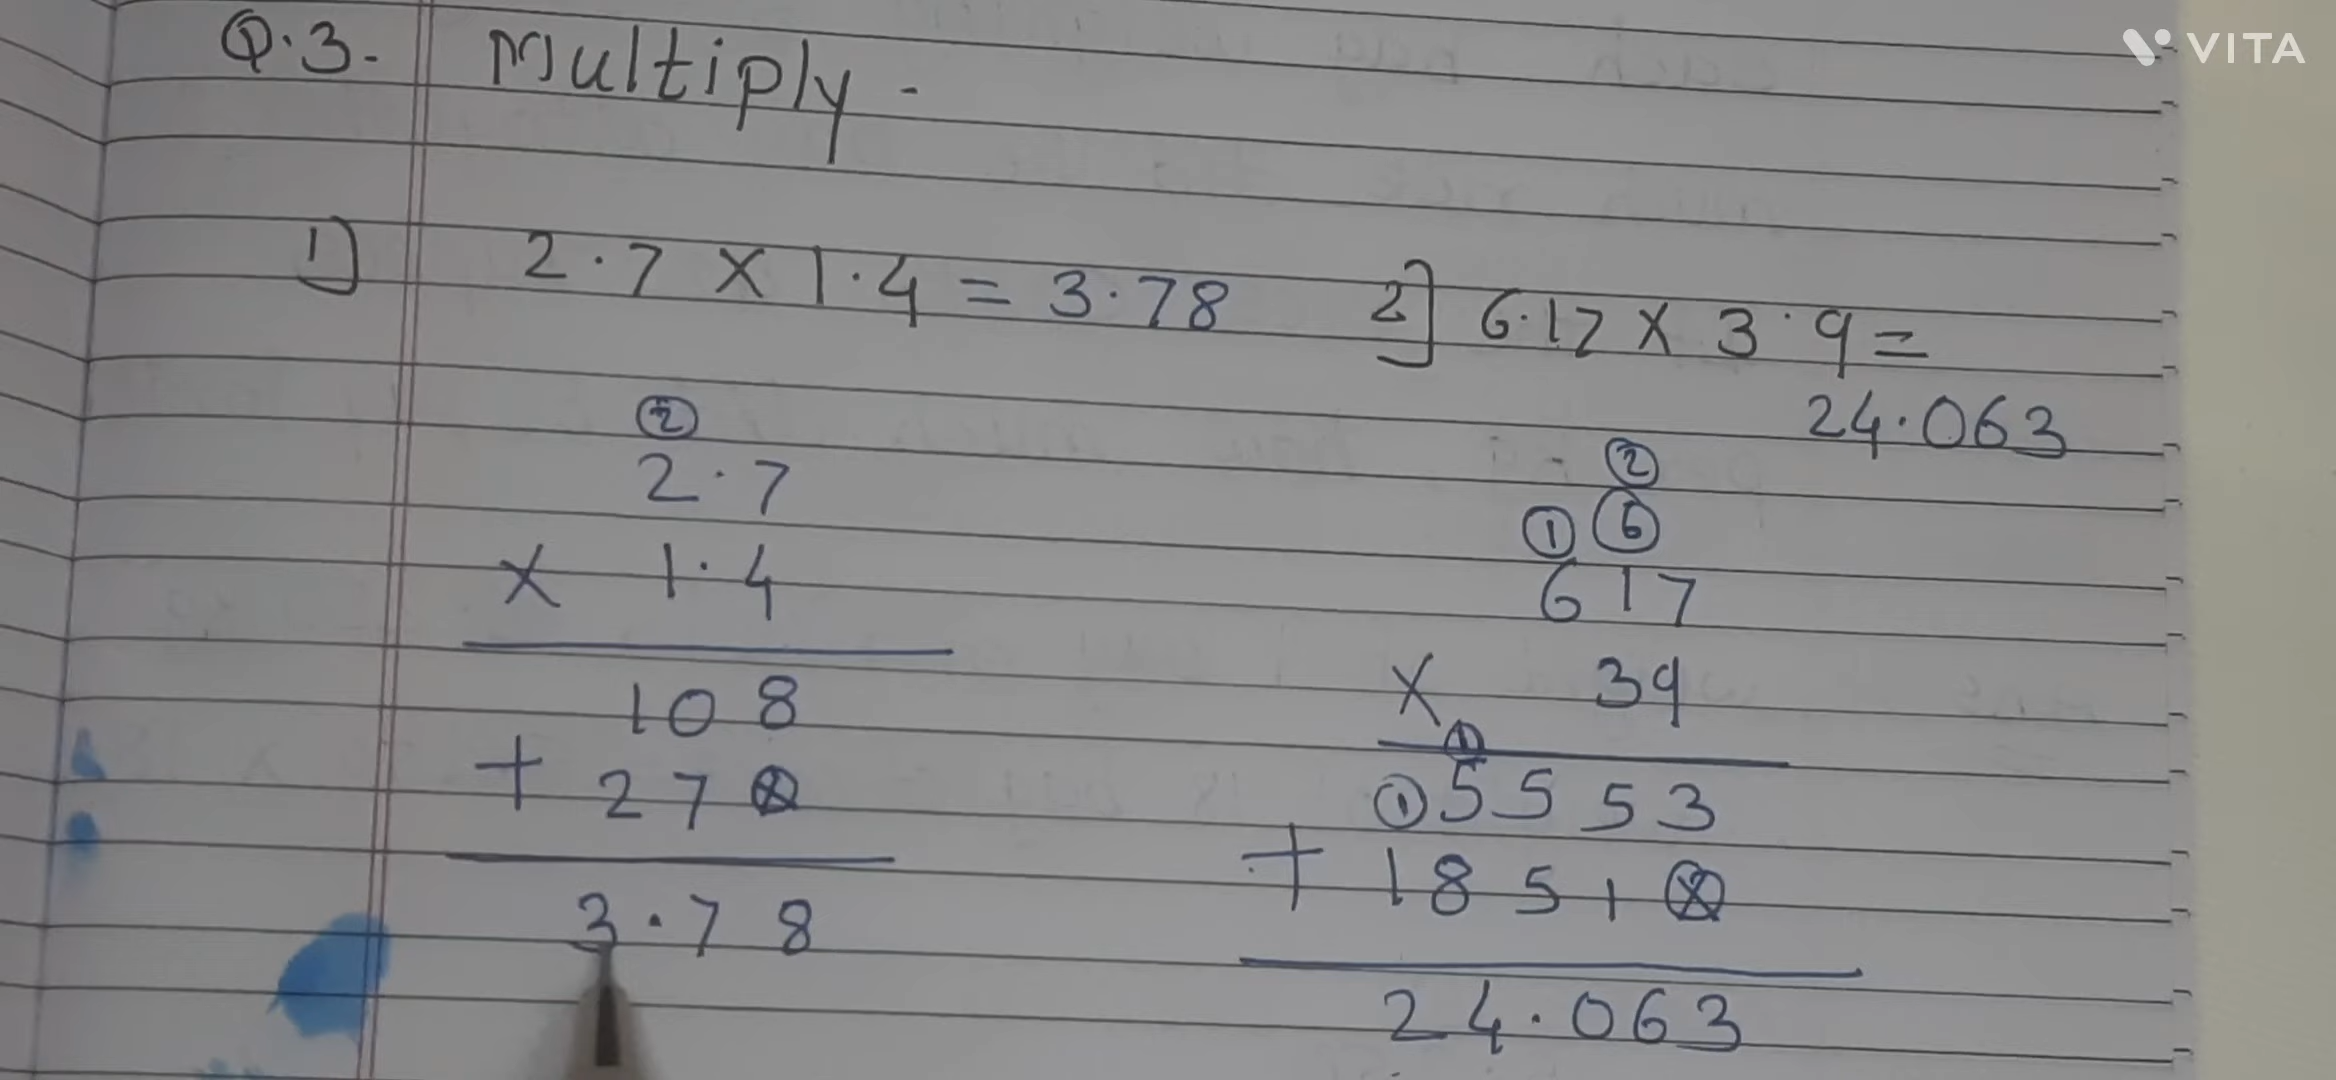 VITA
Q.3. Multiply.
1] 2.7 X 1.4 = 3.78
② 
2.7
X 1.4
108
+ 27⊗
3.78
2] 6.17 X 3.9 =
24.063
②
① ⑥
617
X 39
①
① 5553
+ 1851⊗
24.063